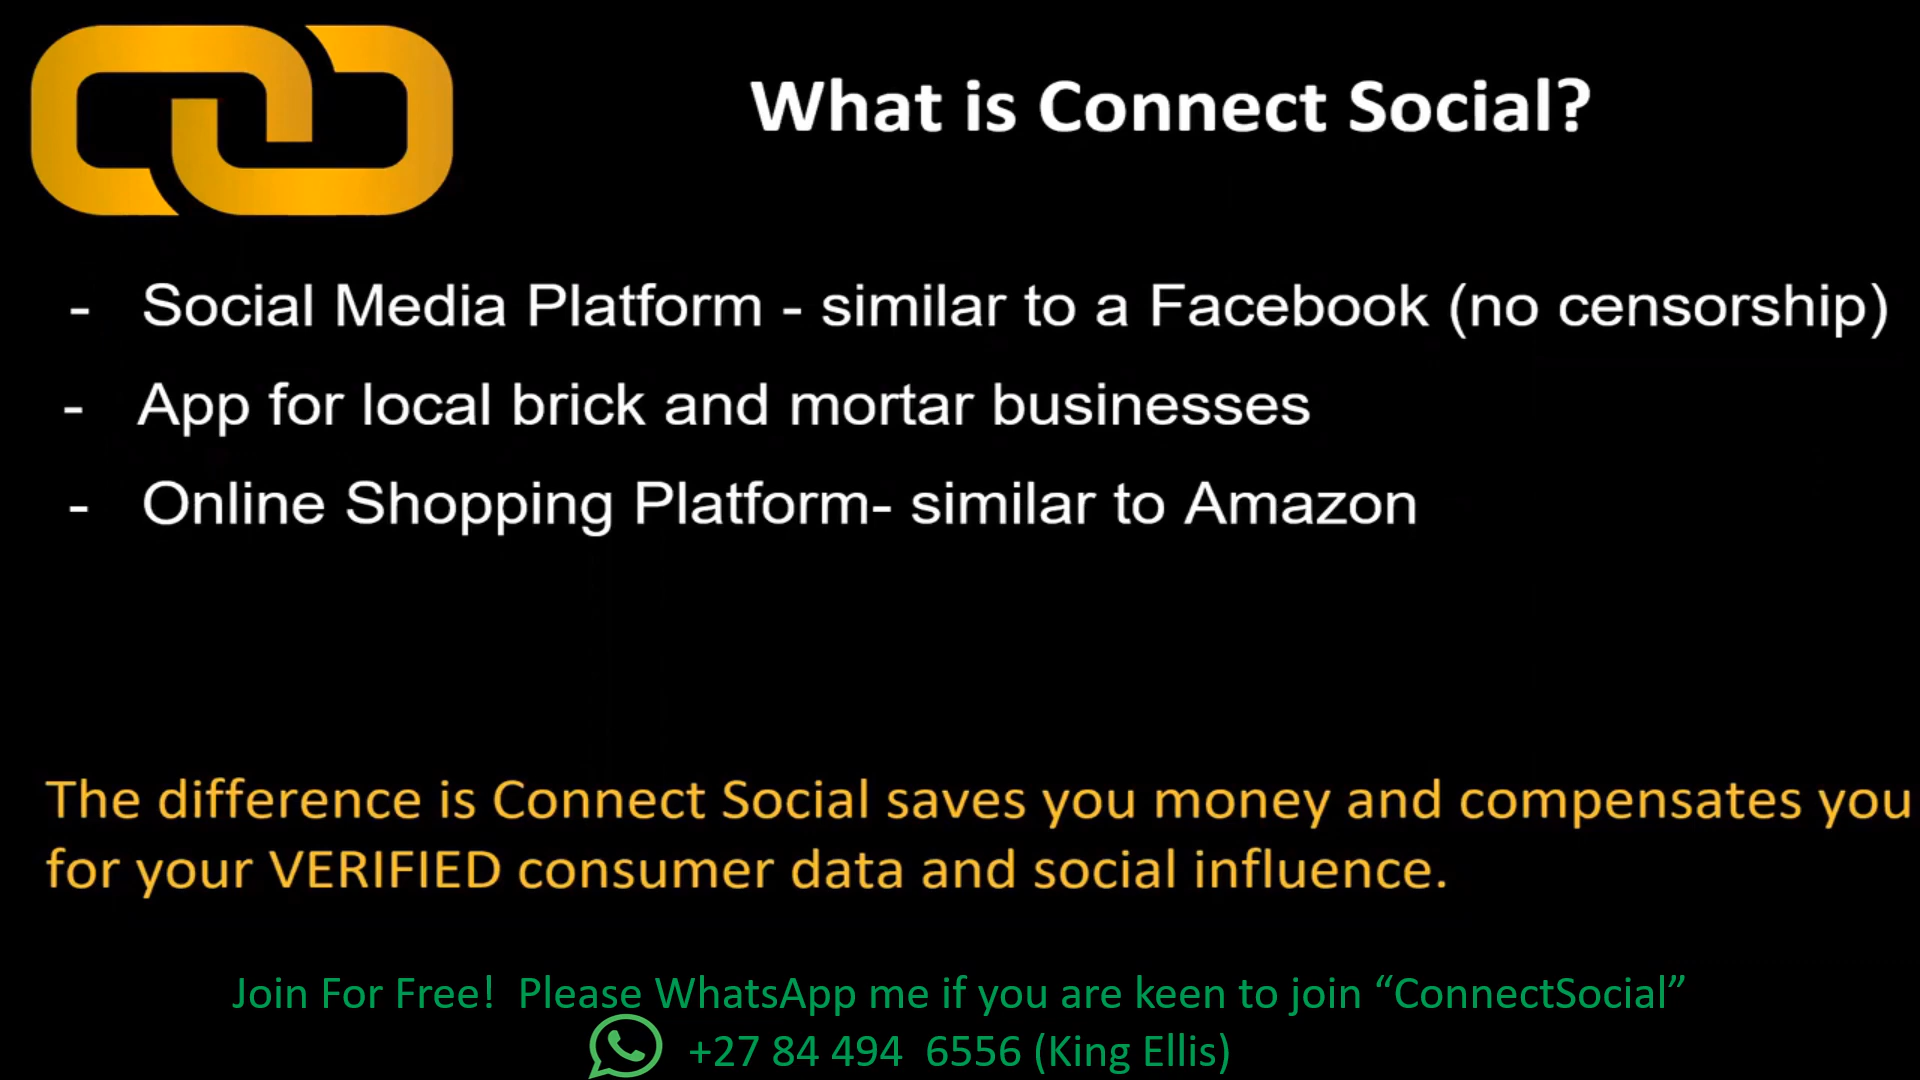 What is Connect Social?
- Social Media Platform - similar to a Facebook (no censorship)
- App for local brick and mortar businesses
- Online Shopping Platform- similar to Amazon
The difference is Connect Social saves you money and compensates you
for your VERIFIED consumer data and social influence.
Join For Free!  Please WhatsApp me if you are keen to join “ConnectSocial”
+27 84 494  6556 (King Ellis)